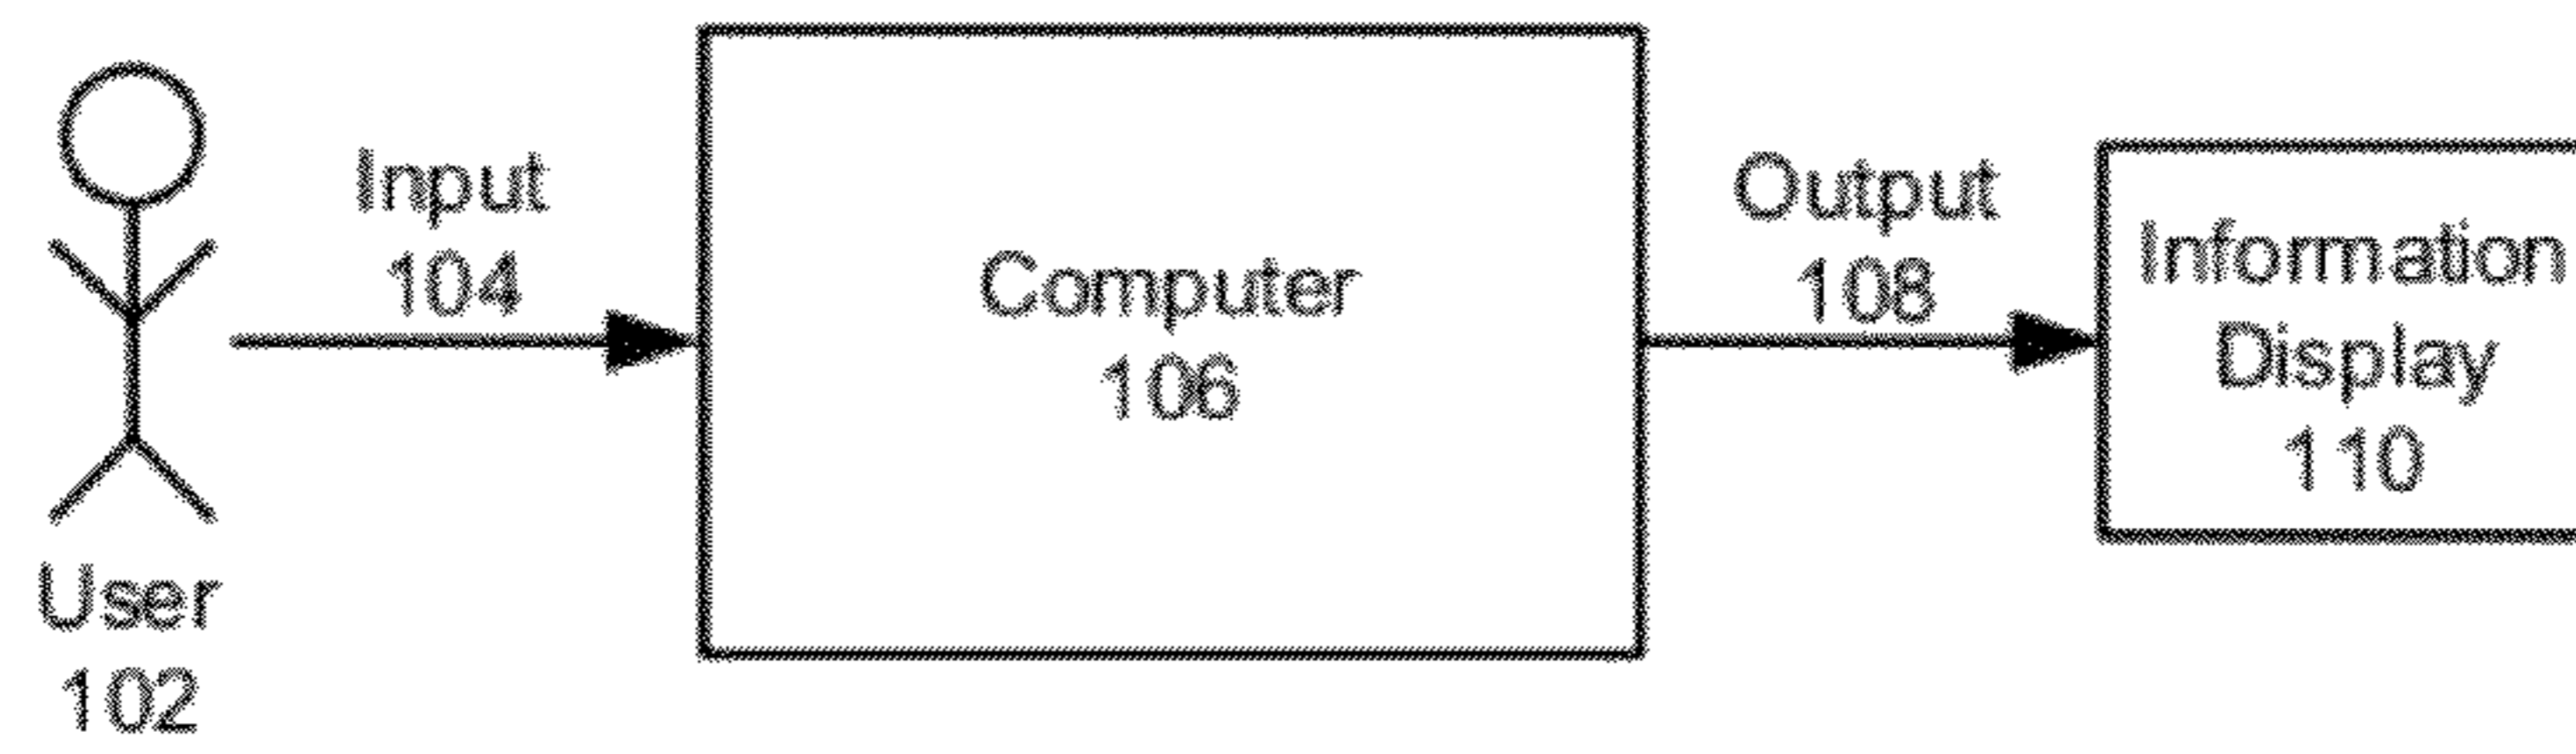 Input
104
Computer
106
Output
108
Information
Display
110
User
102